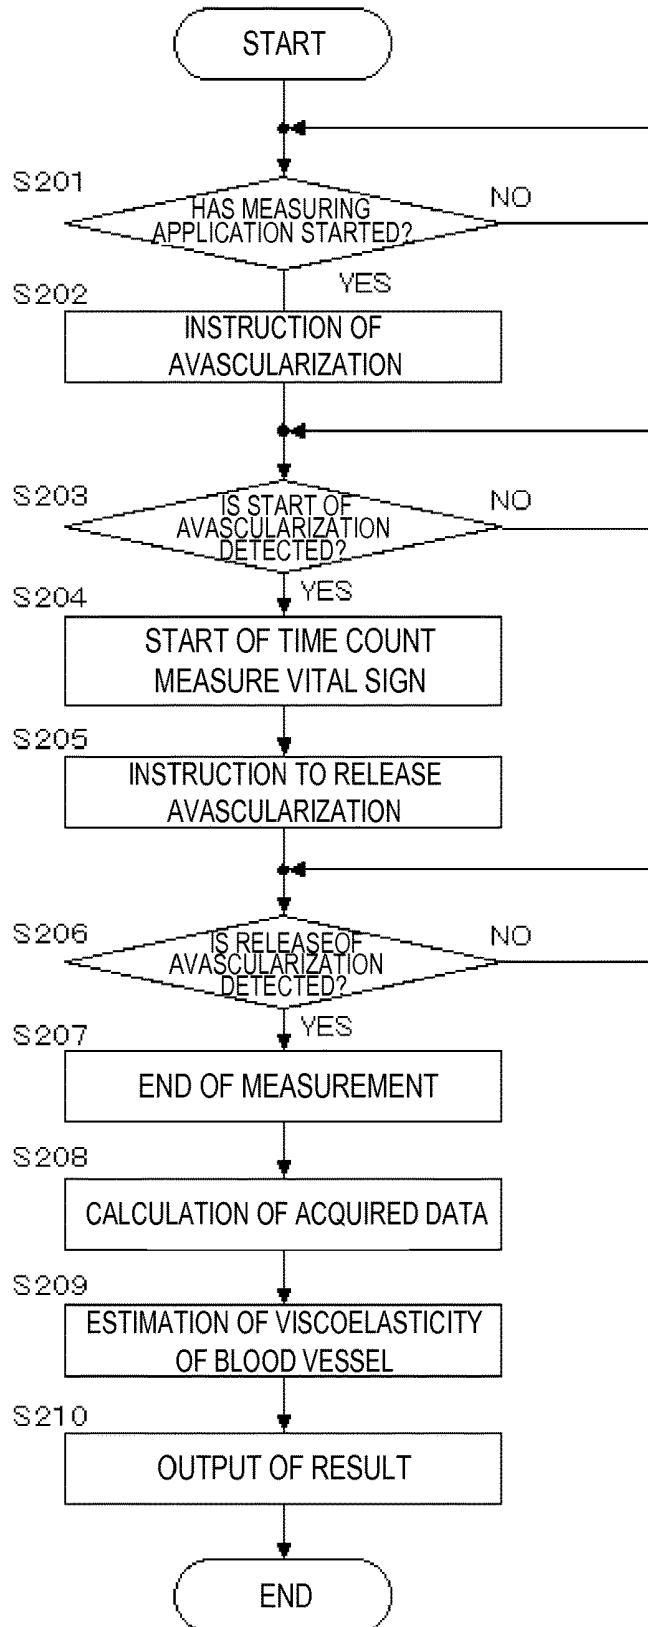 START
S201
HAS MEASURING
APPLICATION STARTED?
NO
YES
S202
INSTRUCTION OF
AVASCULARIZATION
S203
IS START OF
AVASCULARIZATION
DETECTED?
NO
YES
S204
START OF TIME COUNT
MEASURE VITAL SIGN
S205
INSTRUCTION TO RELEASE
AVASCULARIZATION
S206
IS RELEASEOF
AVASCULARIZATION
DETECTED?
NO
YES
S207
END OF MEASUREMENT
S208
CALCULATION OF ACQUIRED DATA
S209
ESTIMATION OF VISCOELASTICITY
OF BLOOD VESSEL
S210
OUTPUT OF RESULT
END